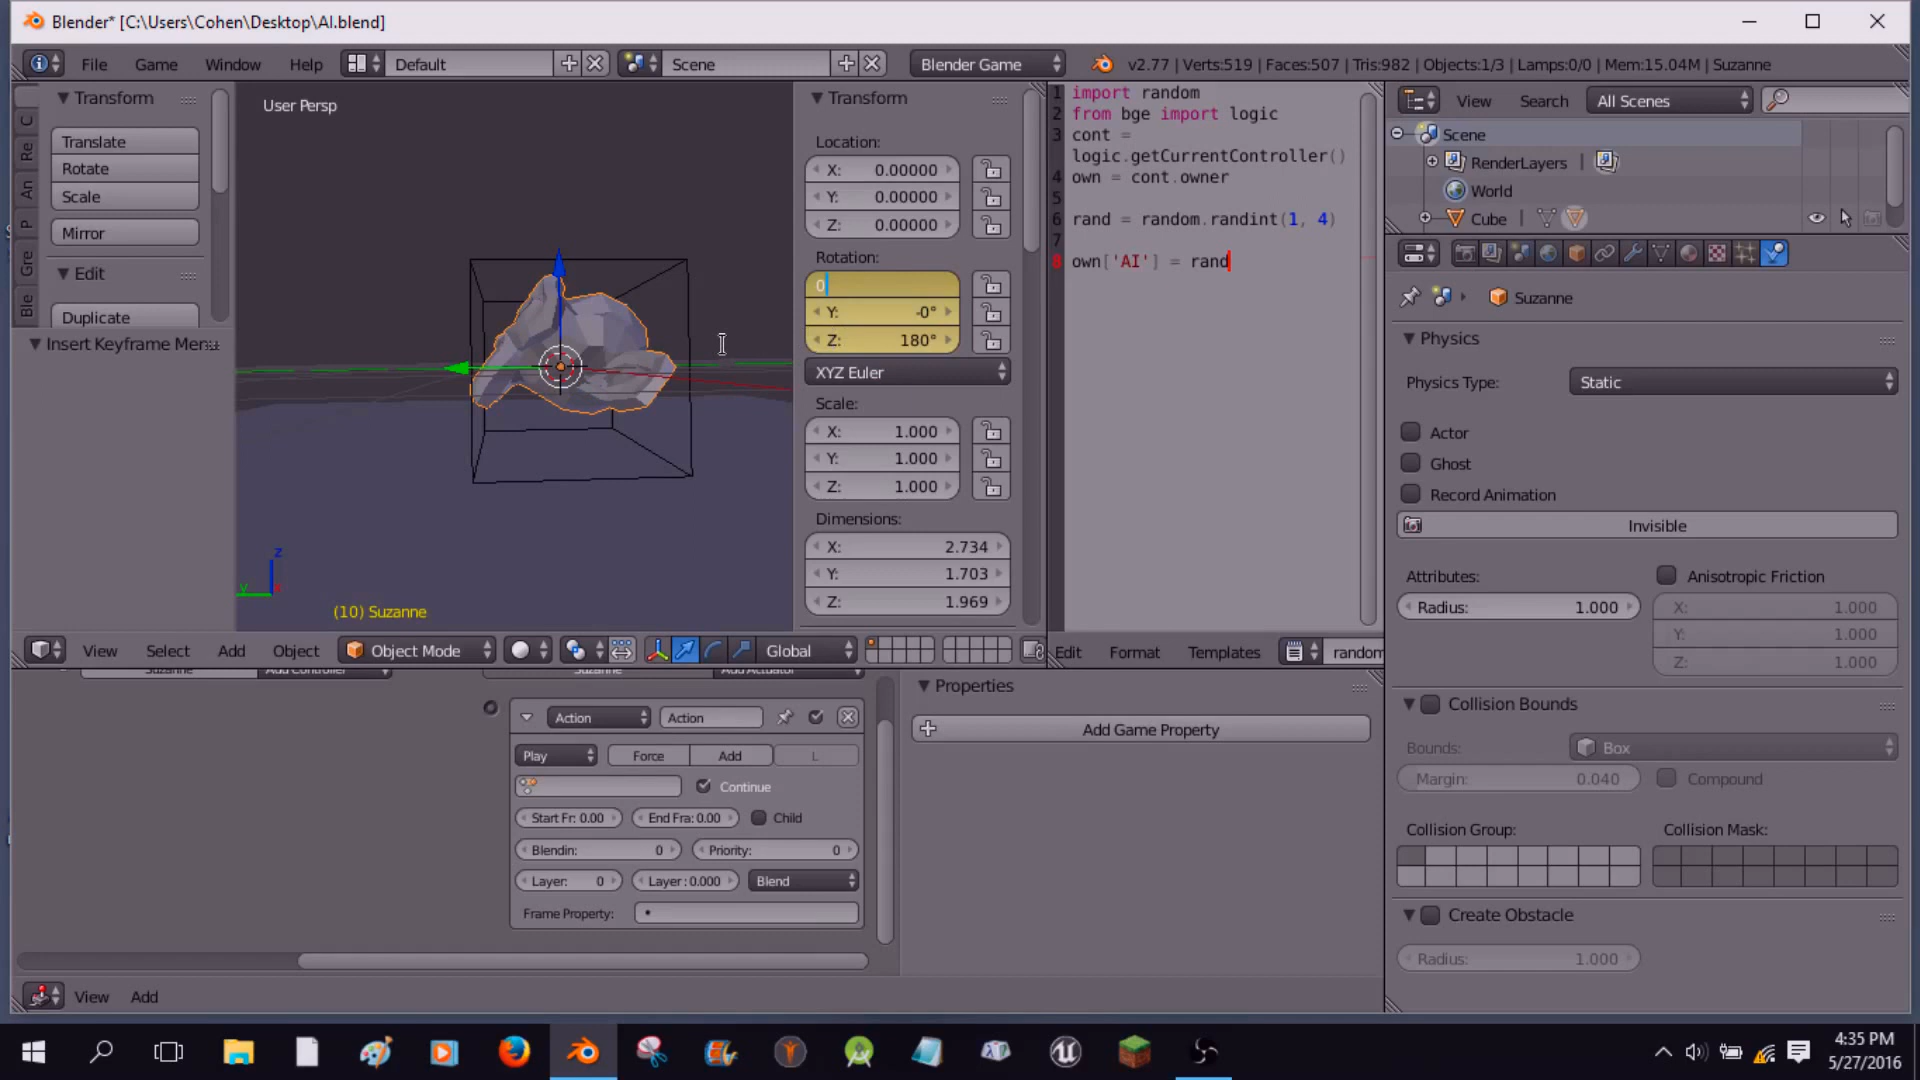 Blender* [C:\Users\Cohen\Desktop\AI.blend]
File Game Window Help Default Scene Blender Game v2.77 | Verts:519 | Faces:507 | Tris:982 | Objects:1/3 | Lamps:0/0 | Mem:15.04M | Suzanne
Transform
Translate
Rotate
Scale
Mirror
Edit
Duplicate
Insert Keyframe Menu
C
Re
An
P
Gre
Ble
User Persp
z
y
(10) Suzanne
Transform
Location:
X: 0.00000
Y: 0.00000
Z: 0.00000
Rotation:
0
Y: -0°
Z: 180°
XYZ Euler
Scale:
X: 1.000
Y: 1.000
Z: 1.000
Dimensions:
X: 2.734
Y: 1.703
Z: 1.969
View Select Add Object Object Mode Global
1 import random
2 from bge import logic
3 cont =
logic.getCurrentController()
4 own = cont.owner
5
6 rand = random.randint(1, 4)
7
8 own['AI'] = rand
Edit Format Templates random
View Search All Scenes
Scene
RenderLayers |
World
Cube |
Suzanne
Physics
Physics Type: Static
Actor
Ghost
Record Animation
Invisible
Attributes:
Radius: 1.000
Anisotropic Friction
X: 1.000
Y: 1.000
Z: 1.000
Collision Bounds
Bounds: Box
Margin: 0.040 Compound
Collision Group: Collision Mask:
Create Obstacle
Radius: 1.000
Suzanne Add Controller Suzanne Add Actuator
Action Action
Play Force Add L
Continue
Start Fr: 0.00 End Fra: 0.00 Child
Blendin: 0 Priority: 0
Layer: 0 Layer : 0.000 Blend
Frame Property:
Properties
Add Game Property
View Add
4:35 PM
5/27/2016